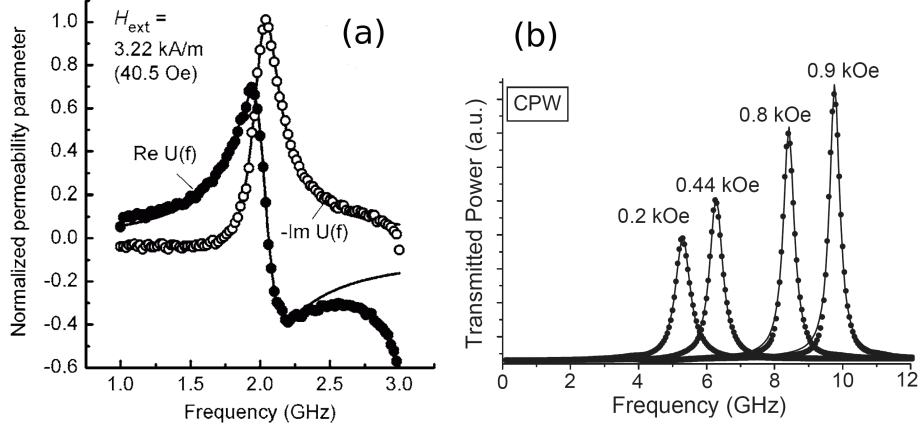 (a)
H_ext =
3.22 kA/m
(40.5 Oe)
Re U(f)
-Im U(f)
Normalized permeability parameter
1.0
0.8
0.6
0.4
0.2
0.0
-0.2
-0.4
-0.6
1.0 1.5 2.0 2.5 3.0
Frequency (GHz)
(b)
CPW
0.2 kOe
0.44 kOe
0.8 kOe
0.9 kOe
Transmitted Power (a.u.)
0 2 4 6 8 10 12
Frequency (GHz)